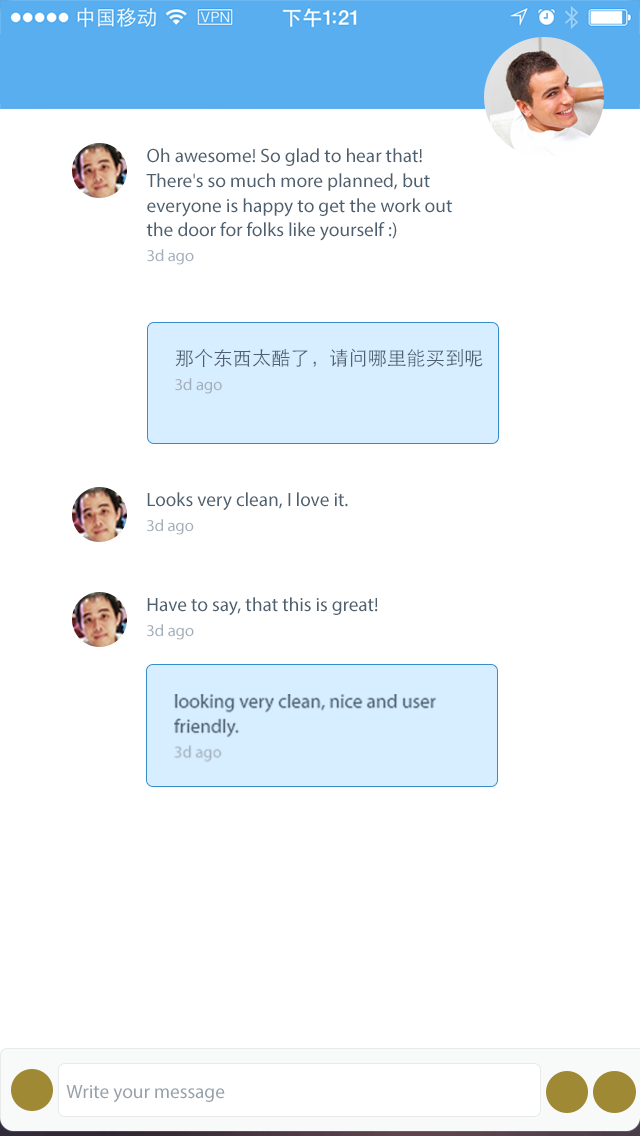 中国移动 VPN 下午1:21
Oh awesome! So glad to hear that!
There's so much more planned, but
everyone is happy to get the work out
the door for folks like yourself :)
3d ago
那个东西太酷了，请问哪里能买到呢
3d ago
Looks very clean, I love it.
3d ago
Have to say, that this is great!
3d ago
looking very clean, nice and user
friendly.
3d ago
Write your message